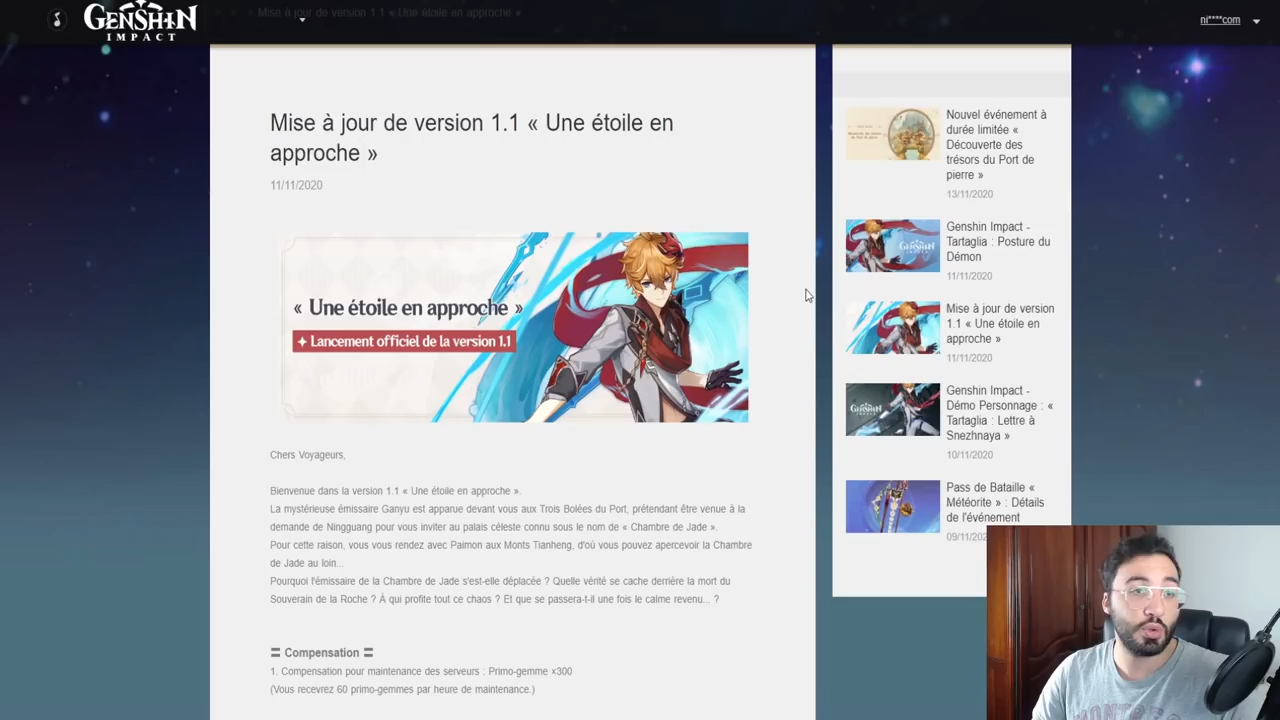 GENSHIN
IMPACT
Mise à jour de version 1.1 « Une étoile en approche »
ni****com
Mise à jour de version 1.1 « Une étoile en
approche »
11/11/2020
« Une étoile en approche »
✦ Lancement officiel de la version 1.1
Chers Voyageurs,
Bienvenue dans la version 1.1 « Une étoile en approche ».
La mystérieuse émissaire Ganyu est apparue devant vous aux Trois Bolées du Port, prétendant être venue à la
demande de Ningguang pour vous inviter au palais céleste connu sous le nom de « Chambre de Jade ».
Pour cette raison, vous vous rendez avec Paimon aux Monts Tianheng, d'où vous pouvez apercevoir la Chambre
de Jade au loin...
Pourquoi l'émissaire de la Chambre de Jade s'est-elle déplacée ? Quelle vérité se cache derrière la mort du
Souverain de la Roche ? À qui profite tout ce chaos ? Et que se passera-t-il une fois le calme revenu... ?
〓 Compensation 〓
1. Compensation pour maintenance des serveurs : Primo-gemme ×300
(Vous recevrez 60 primo-gemmes par heure de maintenance.)
Nouvel événement à
durée limitée «
Découverte des
trésors du Port de
pierre »
13/11/2020
GENSHIN
Genshin Impact -
Tartaglia : Posture du
Démon
11/11/2020
Mise à jour de version
1.1 « Une étoile en
approche »
11/11/2020
GENSHIN
Genshin Impact -
Démo Personnage : «
Tartaglia : Lettre à
Snezhnaya »
10/11/2020
Pass de Bataille «
Météorite » : Détails
de l'événement
09/11/2020